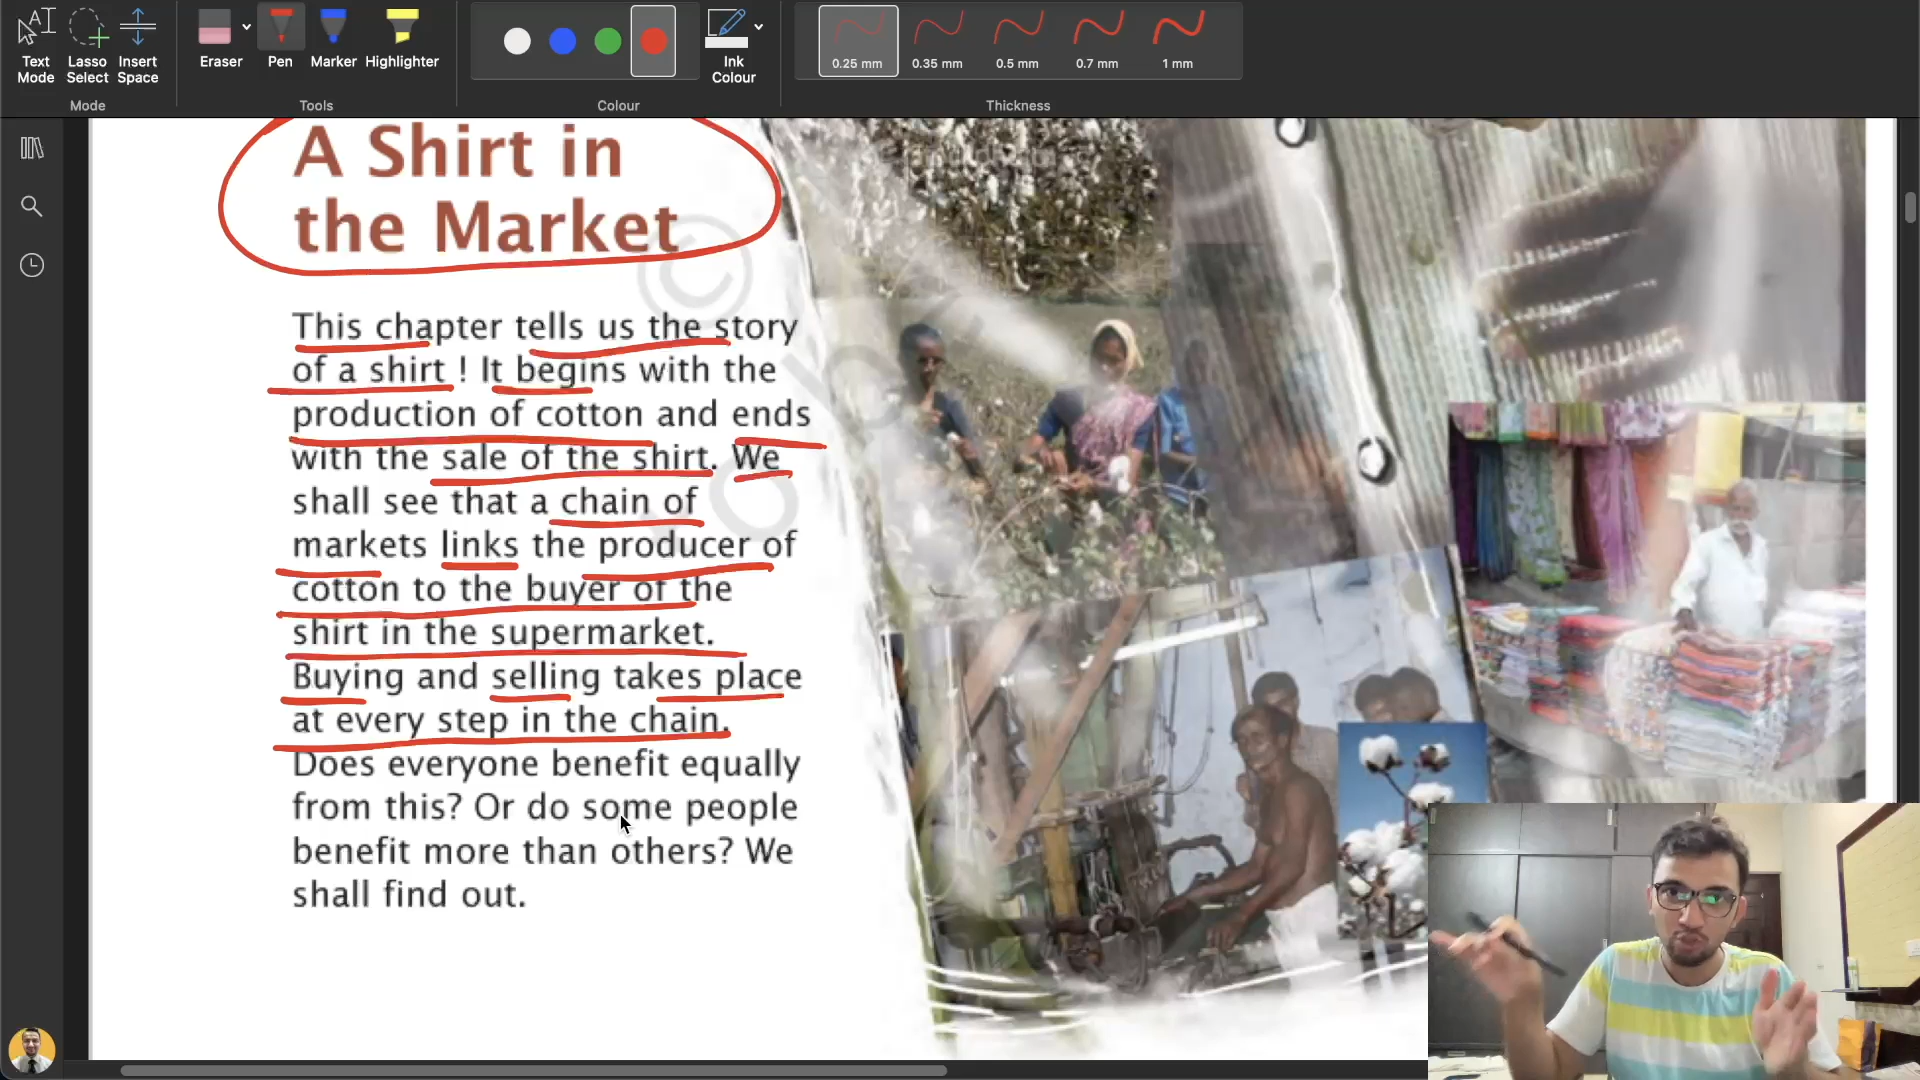 Text Mode
Lasso Select
Insert Space
Mode
Eraser
Pen
Marker
Highlighter
Tools
Colour
Ink Colour
0.25 mm
0.35 mm
0.5 mm
0.7 mm
1 mm
Thickness
A Shirt in
the Market
This chapter tells us the story
of a shirt ! It begins with the
production of cotton and ends
with the sale of the shirt. We
shall see that a chain of
markets links the producer of
cotton to the buyer of the
shirt in the supermarket.
Buying and selling takes place
at every step in the chain.
Does everyone benefit equally
from this? Or do some people
benefit more than others? We
shall find out.